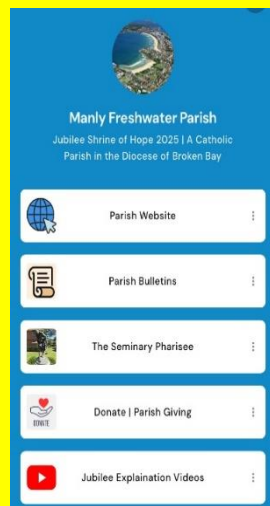 Manly Freshwater Parish
Jubilee Shrine of Hope 2025 | A Catholic
Parish in the Diocese of Broken Bay
Parish Website
Parish Bulletins
The Seminary Pharisee
DONATE
Donate | Parish Giving
Jubilee Explaination Videos